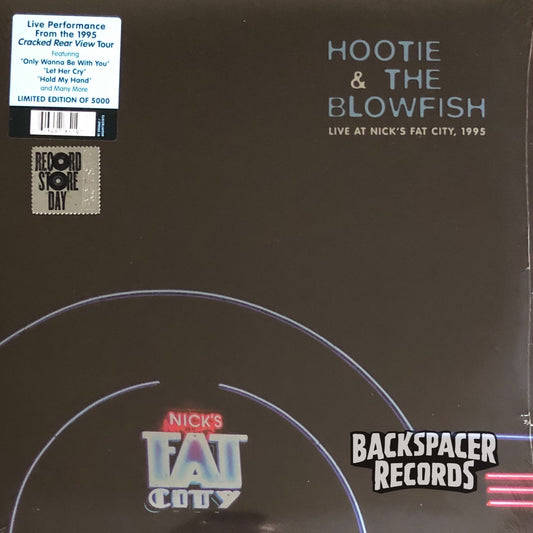 Live Performance
From the 1995
Cracked Rear View Tour
Featuring
"Only Wanna Be With You"
"Let Her Cry"
"Hold My Hand"
and Many More
LIMITED EDITION OF 5000
HOOTIE
& THE
BLOWFISH
LIVE AT NICK'S FAT CITY, 1995
RECORD
STORE
DAY
NICK'S
FAT
CITY
BACKSPACER
RECORDS